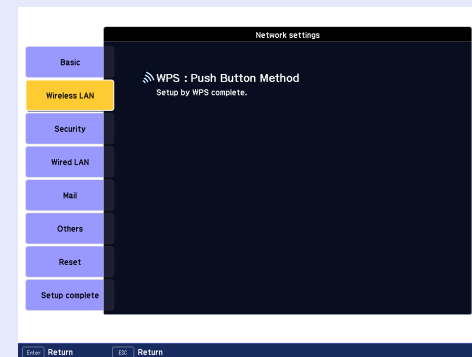 Network settings
Basic
Wireless LAN
Security
Wired LAN
Mail
Others
Reset
Setup complete
WPS : Push Button Method
Setup by WPS complete.
Enter Return ESC Return